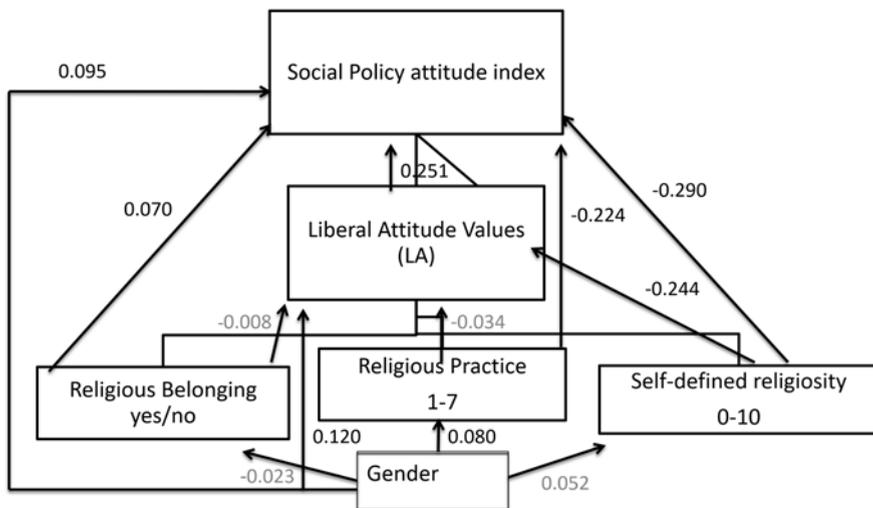 Social Policy attitude index
0.095
0.251
-0.290
0.070
-0.224
Liberal Attitude Values
(LA)
-0.244
-0.008
-0.034
Religious Belonging
yes/no
Religious Practice
1-7
Self-defined religiosity
0-10
0.120
0.080
-0.023
Gender
0.052